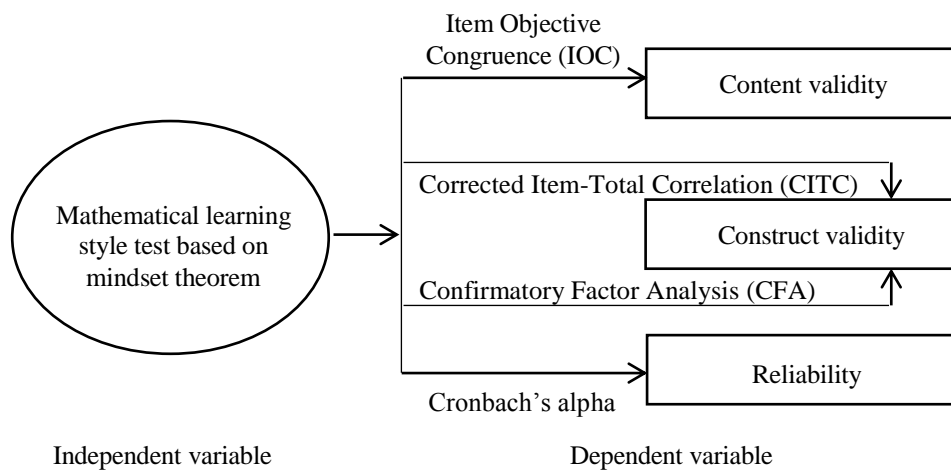 Item Objective
Congruence (IOC)
Content validity
Corrected Item-Total Correlation (CITC)
Mathematical learning
style test based on
mindset theorem
Construct validity
Confirmatory Factor Analysis (CFA)
Reliability
Cronbach’s alpha
Independent variable
Dependent variable